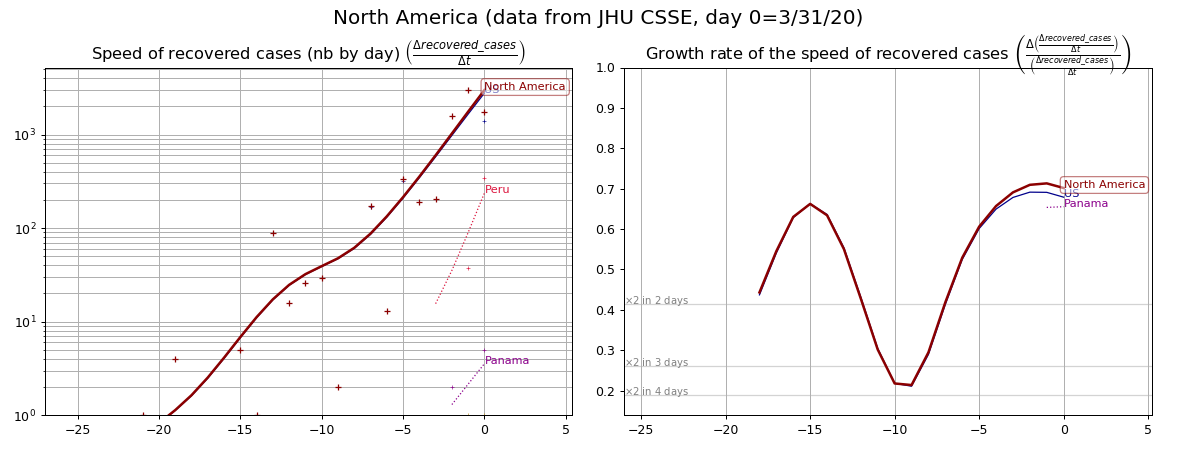 North America (data from JHU CSSE, day 0=3/31/20)
Speed of recovered cases (nb by day) (Δrecovered_cases/Δt)
10³
10²
10¹
10⁰
−25 −20 −15 −10 −5 0 5
North America
US
Peru
Panama
Growth rate of the speed of recovered cases (Δ(Δrecovered_cases/Δt)/(Δrecovered_cases/Δt))
1.0
0.9
0.8
0.7
0.6
0.5
0.4
0.3
0.2
−25 −20 −15 −10 −5 0 5
North America
US
Panama
×2 in 2 days
×2 in 3 days
×2 in 4 days